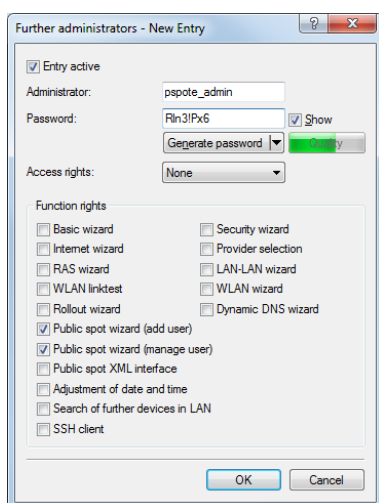 Further administrators - New Entry
Entry active
Administrator: pspote_admin
Password: Rln3!Px6 Show
Generate password Quality
Access rights: None
Function rights
Basic wizard Security wizard
Internet wizard Provider selection
RAS wizard LAN-LAN wizard
WLAN linktest WLAN wizard
Rollout wizard Dynamic DNS wizard
Public spot wizard (add user)
Public spot wizard (manage user)
Public spot XML interface
Adjustment of date and time
Search of further devices in LAN
SSH client
OK Cancel